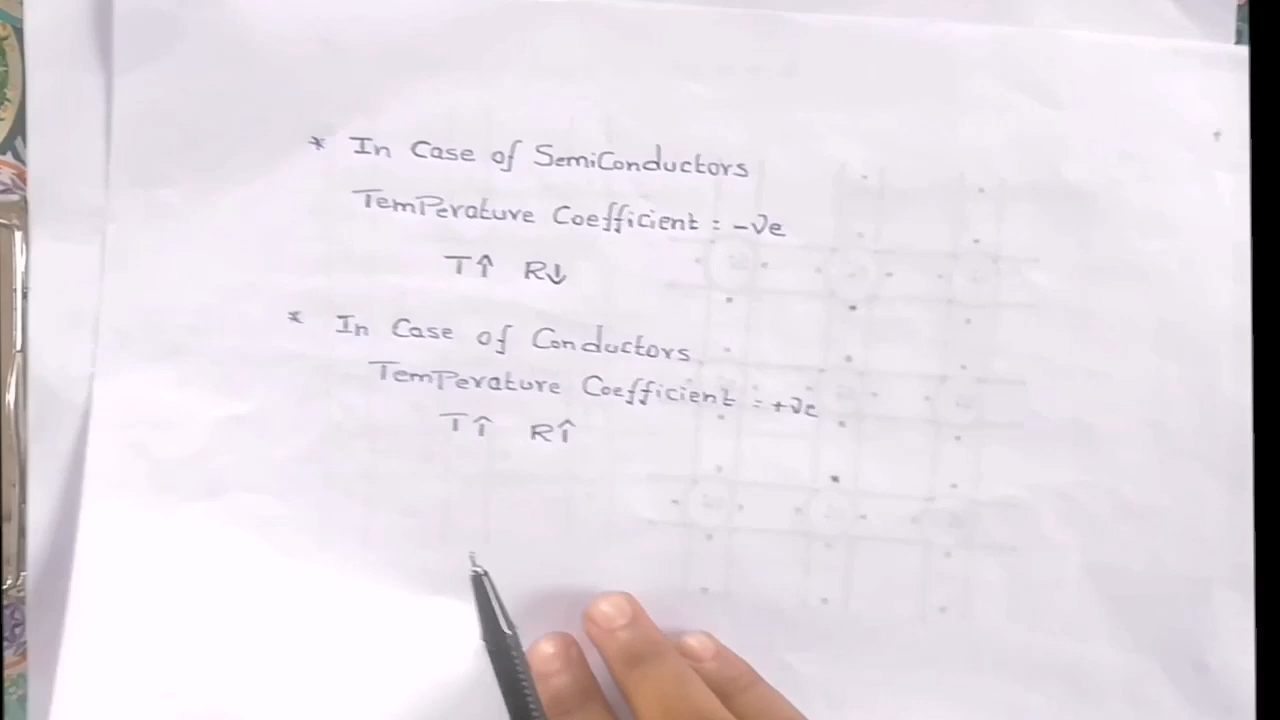 * In Case of SemiConductors
TemPerature Coefficient = -ve
T↑ R↓
* In Case of Conductors
TemPerature Coefficient = +ve
T↑ R↑